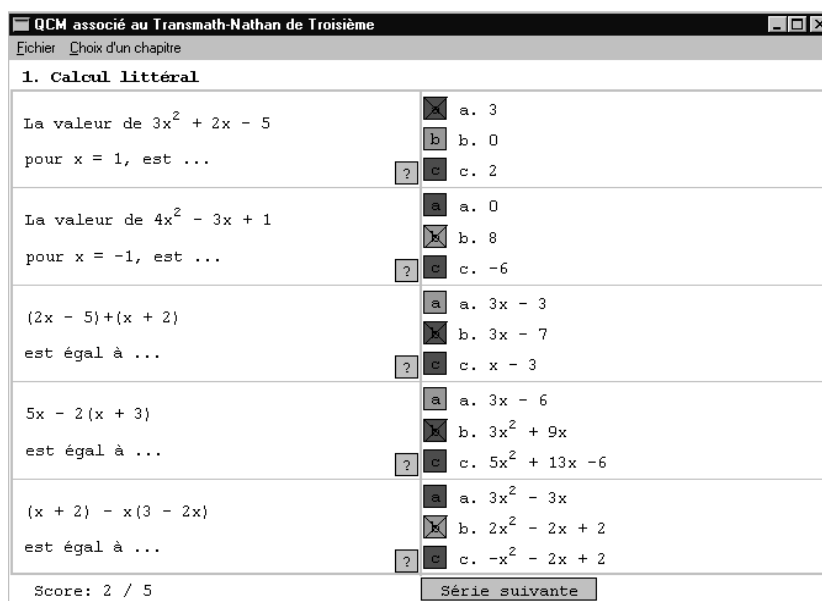 QCM associé au Transmath-Nathan de Troisième
Fichier Choix d'un chapitre
1. Calcul littéral
La valeur de 3x² + 2x - 5
pour x = 1, est ...
?
a a. 3
b b. 0
c c. 2
La valeur de 4x² - 3x + 1
pour x = -1, est ...
?
a a. 0
b b. 8
c c. -6
(2x - 5)+(x + 2)
est égal à ...
?
a a. 3x - 3
b b. 3x - 7
c c. x - 3
5x - 2(x + 3)
est égal à ...
?
a a. 3x - 6
b b. 3x² + 9x
c c. 5x² + 13x -6
(x + 2) - x(3 - 2x)
est égal à ...
?
a a. 3x² - 3x
b b. 2x² - 2x + 2
c c. -x² - 2x + 2
Score: 2 / 5
Série suivante